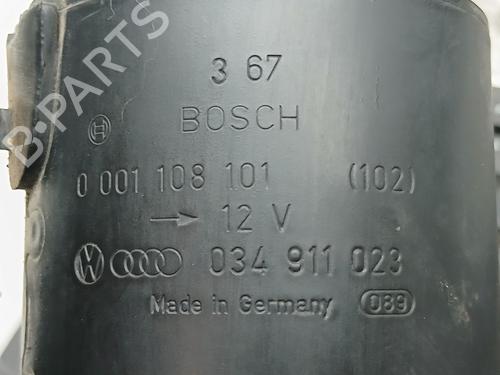 3 67
BOSCH
0 001 108 101 (102)
→ 12 V
034 911 023
Made in Germany 089
B-PARTS